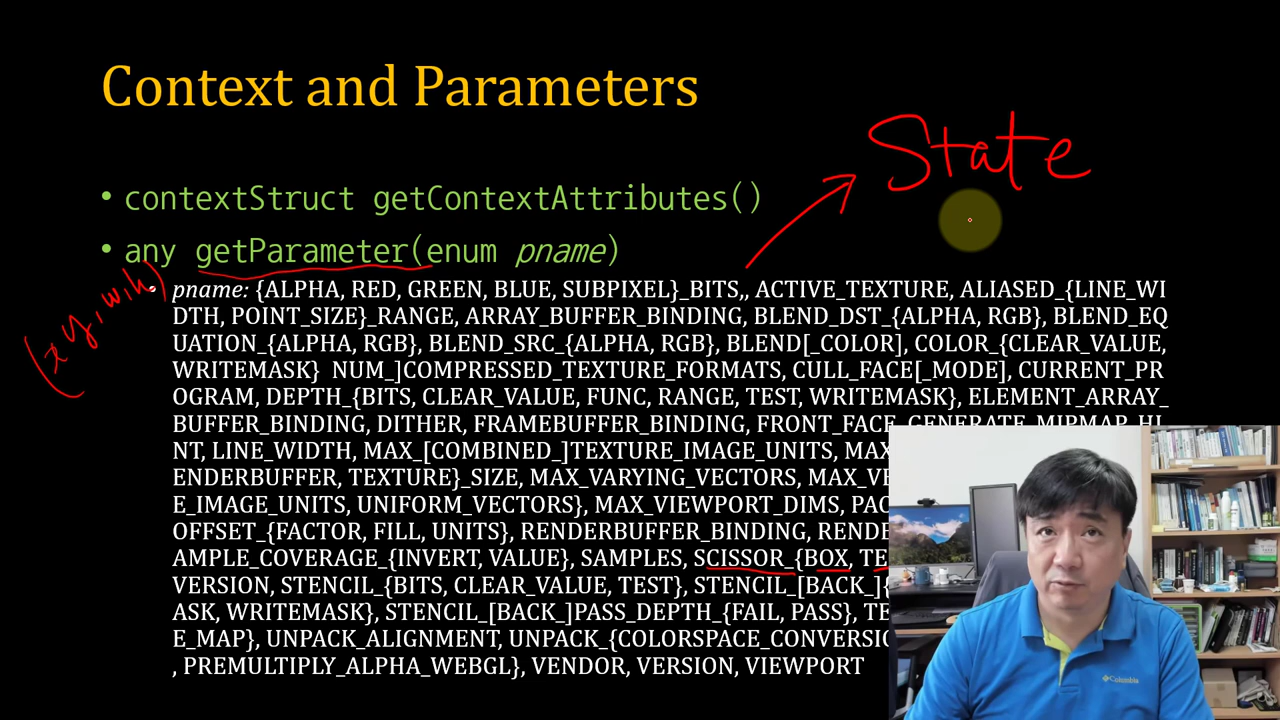 Context and Parameters
State
• contextStruct getContextAttributes()
• any getParameter(enum pname)
(x, y, w, h)
• pname: {ALPHA, RED, GREEN, BLUE, SUBPIXEL}_BITS,, ACTIVE_TEXTURE, ALIASED_{LINE_WI
DTH, POINT_SIZE}_RANGE, ARRAY_BUFFER_BINDING, BLEND_DST_{ALPHA, RGB}, BLEND_EQ
UATION_{ALPHA, RGB}, BLEND_SRC_{ALPHA, RGB}, BLEND[_COLOR], COLOR_{CLEAR_VALUE,
WRITEMASK} NUM_]COMPRESSED_TEXTURE_FORMATS, CULL_FACE[_MODE], CURRENT_PR
OGRAM, DEPTH_{BITS, CLEAR_VALUE, FUNC, RANGE, TEST, WRITEMASK}, ELEMENT_ARRAY_
BUFFER_BINDING, DITHER, FRAMEBUFFER_BINDING, FRONT_FACE, GENERATE_MIPMAP_HI
NT, LINE_WIDTH, MAX_[COMBINED_]TEXTURE_IMAGE_UNITS, MAX
ENDERBUFFER, TEXTURE}_SIZE, MAX_VARYING_VECTORS, MAX_VE
E_IMAGE_UNITS, UNIFORM_VECTORS}, MAX_VIEWPORT_DIMS, PAC
OFFSET_{FACTOR, FILL, UNITS}, RENDERBUFFER_BINDING, RENDE
AMPLE_COVERAGE_{INVERT, VALUE}, SAMPLES, SCISSOR_{BOX, TE
VERSION, STENCIL_{BITS, CLEAR_VALUE, TEST}, STENCIL_[BACK_]{
ASK, WRITEMASK}, STENCIL_[BACK_]PASS_DEPTH_{FAIL, PASS}, TE
E_MAP}, UNPACK_ALIGNMENT, UNPACK_{COLORSPACE_CONVERSIO
, PREMULTIPLY_ALPHA_WEBGL}, VENDOR, VERSION, VIEWPORT
Columbia